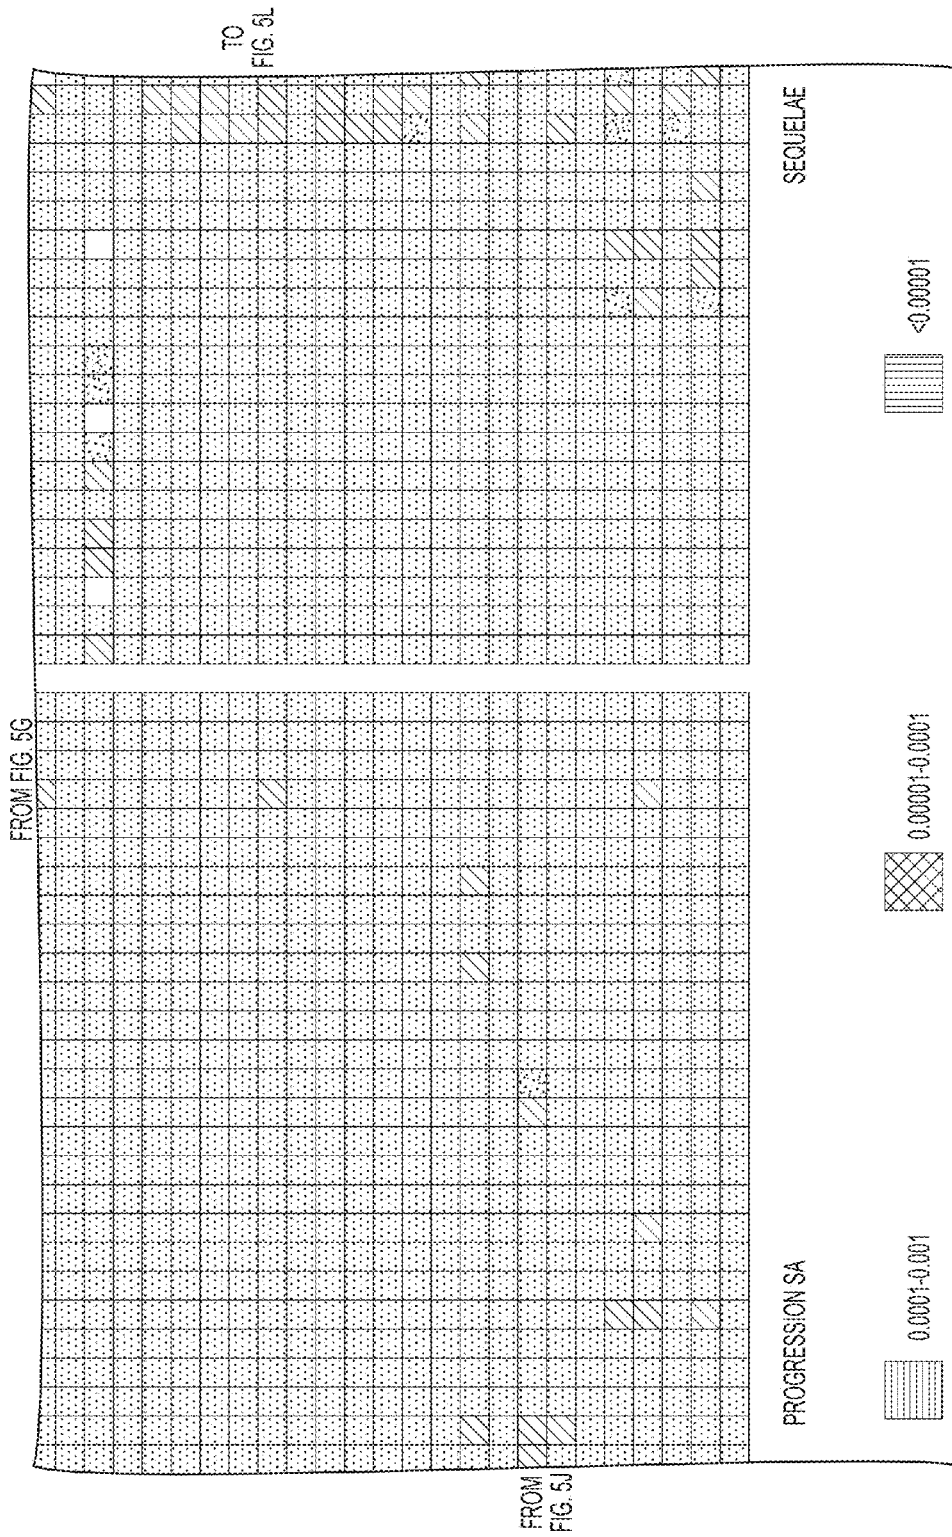 FROM FIG. 5G
TO
FIG. 5L
FROM
FIG. 5J
PROGRESSION SA
SEQUELAE
0.0001-0.001
0.00001-0.0001
<0.00001